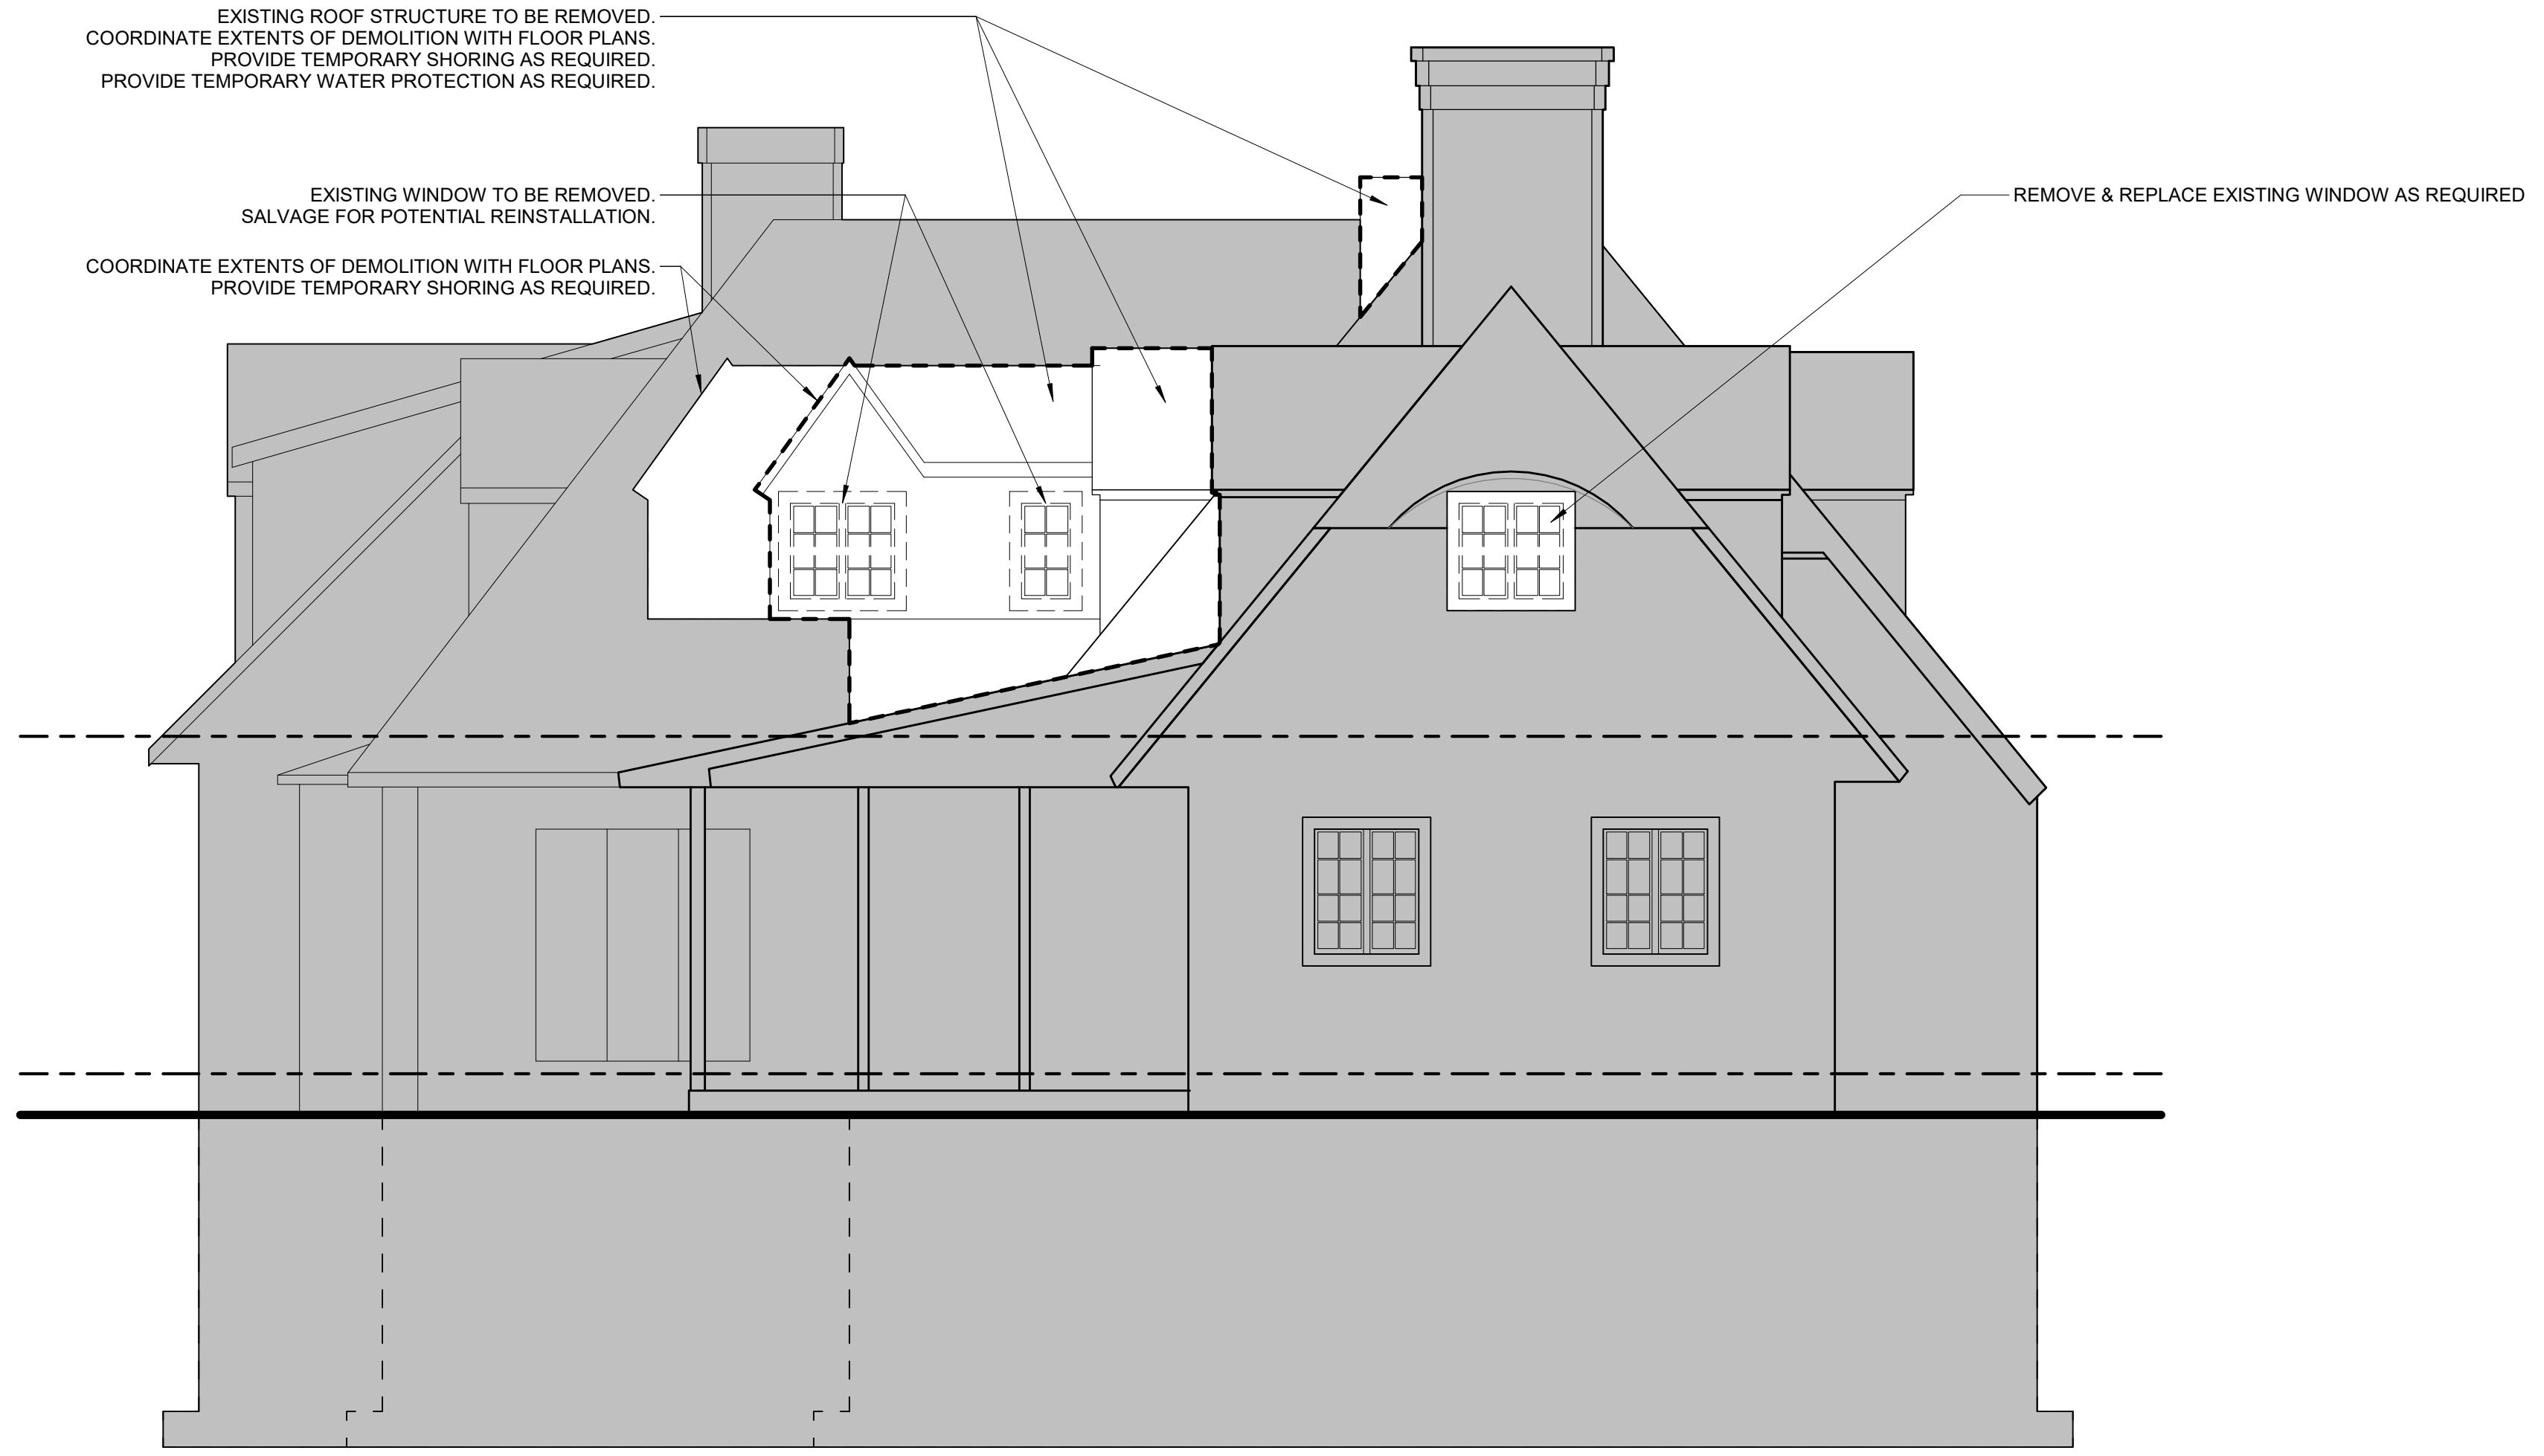 EXISTING ROOF STRUCTURE TO BE REMOVED.
COORDINATE EXTENTS OF DEMOLITION WITH FLOOR PLANS.
PROVIDE TEMPORARY SHORING AS REQUIRED.
PROVIDE TEMPORARY WATER PROTECTION AS REQUIRED.
EXISTING WINDOW TO BE REMOVED.
SALVAGE FOR POTENTIAL REINSTALLATION.
REMOVE & REPLACE EXISTING WINDOW AS REQUIRED
COORDINATE EXTENTS OF DEMOLITION WITH FLOOR PLANS.
PROVIDE TEMPORARY SHORING AS REQUIRED.